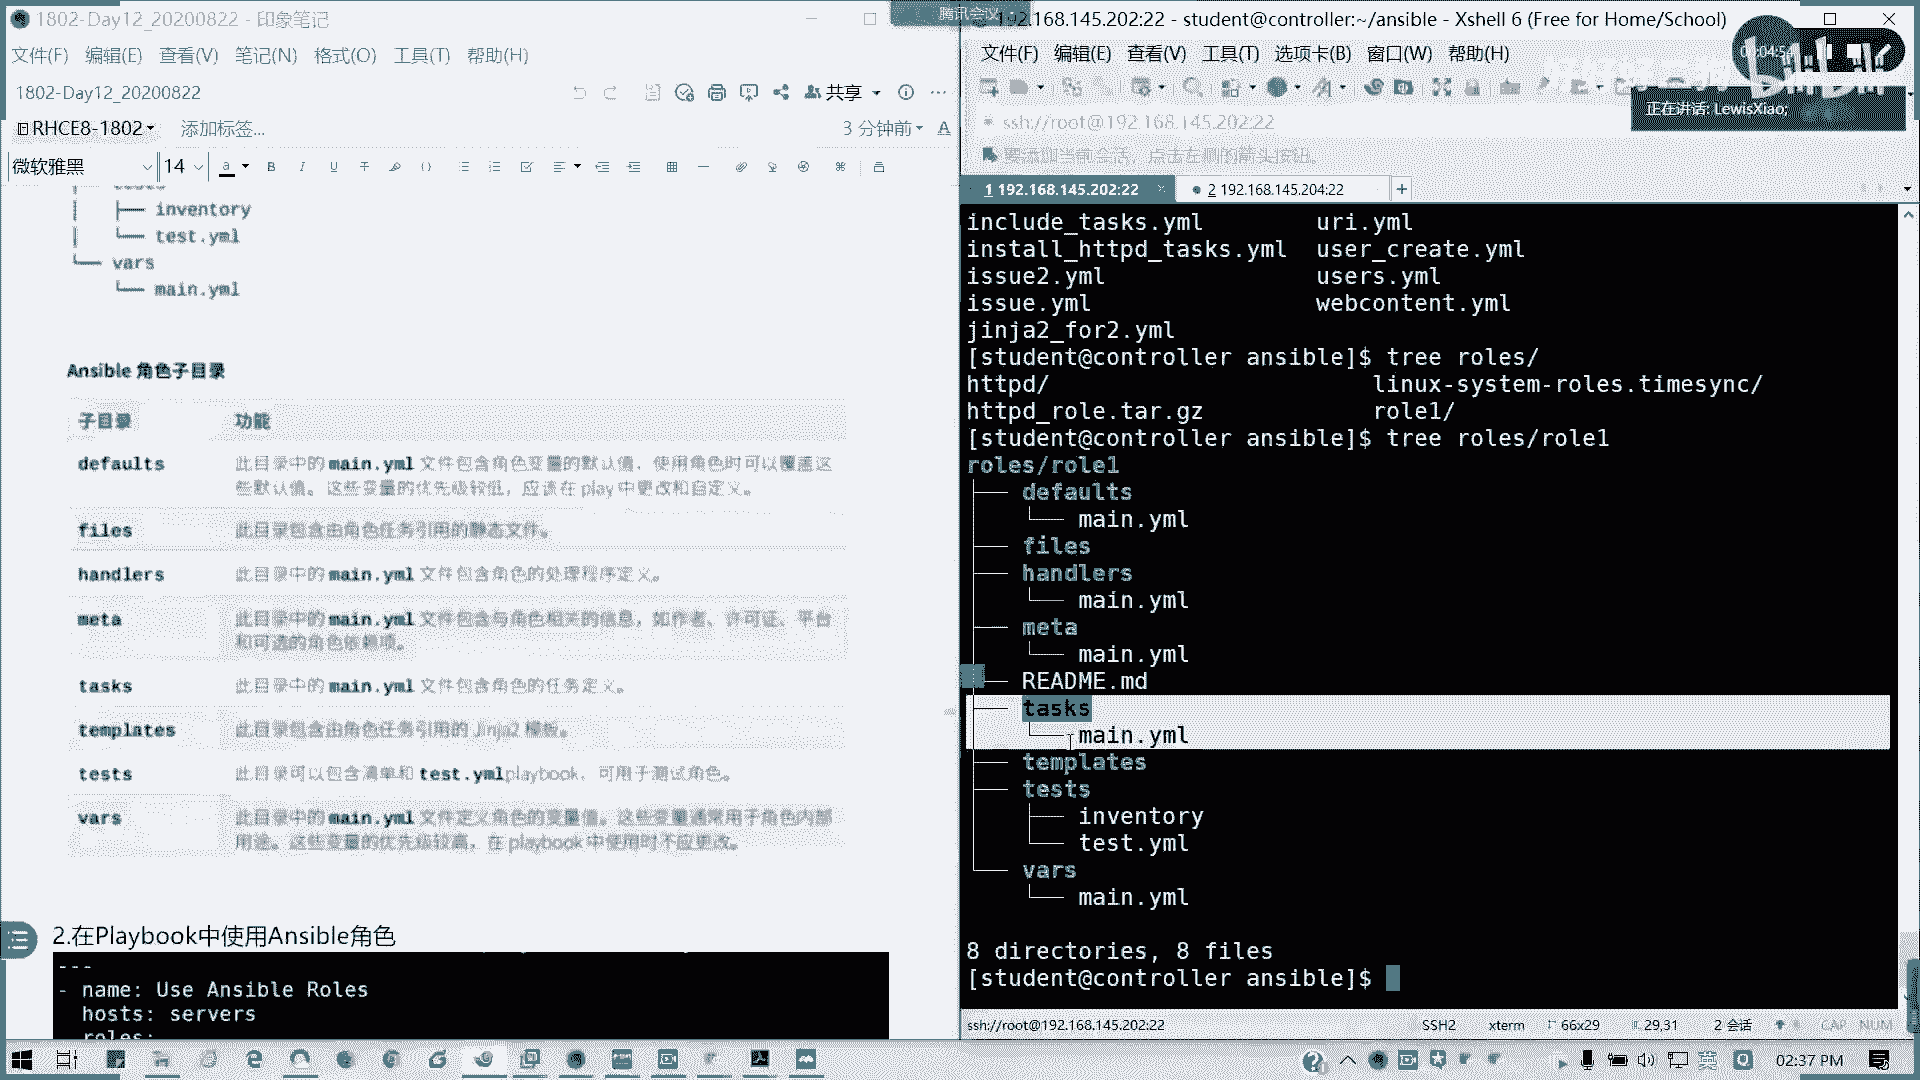 1802-Day12_20200822 - 印象笔记
文件(F) 编辑(E) 查看(V) 笔记(N) 格式(O) 工具(T) 帮助(H)
1802-Day12_20200822
共享
RHCE8-1802
添加标签...
3 分钟前
微软雅黑
14
inventory
test.yml
vars
main.yml
Ansible 角色子目录
子目录 功能
defaults 此目录中的 main.yml 文件包含角色变量的默认值，使用角色时可以覆盖这
些默认值。这些变量的优先级较低，应该在 play 中更改和自定义。
files 此目录包含由角色任务引用的静态文件。
handlers 此目录中的 main.yml 文件包含角色的处理程序定义。
meta 此目录中的 main.yml 文件包含与角色相关的信息，如作者、许可证、平台
和可选的角色依赖项。
tasks 此目录中的 main.yml 文件包含角色的任务定义。
templates 此目录包含由角色任务引用的 Jinja2 模板。
tests 此目录可以包含清单和 test.ymlplaybook，可用于测试角色。
vars 此目录中的 main.yml 文件定义角色的变量值。这些变量通常用于角色内部
用途。这些变量的优先级较高，在 playbook 中使用时不应更改。
2.在Playbook中使用Ansible角色
---
- name: Use Ansible Roles
hosts: servers
roles:
腾讯会议
192.168.145.202:22 - student@controller:~/ansible - Xshell 6 (Free for Home/School)
文件(F) 编辑(E) 查看(V) 工具(T) 选项卡(B) 窗口(W) 帮助(H)
正在讲话: LewisXiao;
ssh://root@192.168.145.202:22
要添加当前会话，点击左侧的箭头按钮。
1 192.168.145.202:22
2 192.168.145.204:22
include_tasks.yml uri.yml
install_httpd_tasks.yml user_create.yml
issue2.yml users.yml
issue.yml webcontent.yml
jinja2_for2.yml
[student@controller ansible]$ tree roles/
httpd/ linux-system-roles.timesync/
httpd_role.tar.gz role1/
[student@controller ansible]$ tree roles/role1
roles/role1
├── defaults
│   └── main.yml
├── files
├── handlers
│   └── main.yml
├── meta
│   └── main.yml
├── README.md
├── tasks
│   └── main.yml
├── templates
├── tests
│   ├── inventory
│   └── test.yml
└── vars
    └── main.yml
8 directories, 8 files
[student@controller ansible]$
ssh://root@192.168.145.202:22 SSH2 xterm 66x29 29,31 2 会话 CAP NUM
英
02:37 PM